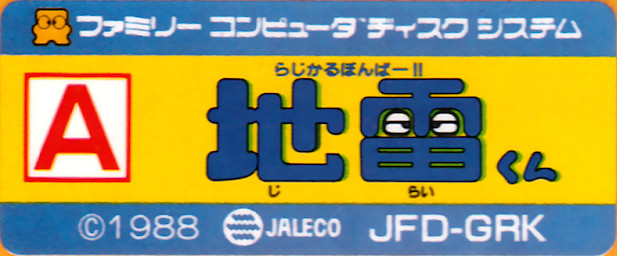 ファミリー コンピュータ ディスク システム
らじかるぼんばー!!
A
地雷くん
じ らい
©1988 JALECO JFD-GRK